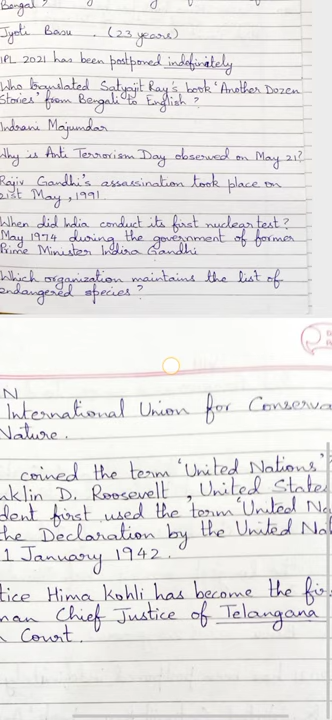 Bengal ?
Jyoti Basu . (23 years)
IPL 2021 has been postponed indefinitely
Who translated Satyajit Ray's book 'Another Dozen
Stories' from Bengali to English ?
Indrani Majumdar
Why is Anti Terrorism Day observed on May 21?
Rajiv Gandhi's assassination took place on
21st May, 1991
When did India conduct its first nuclear test ?
May 1974 during the government of former
Prime Minister Indira Gandhi
Which organization maintains the list of
endangered species ?
N
International Union for Conserva
Nature.
coined the term 'United Nations'?
nklin D. Roosevelt , United State
dent first used the term 'United Na
the Declaration by the United Na
1 January 1942.
tice Hima Kohli has become the fir
man Chief Justice of Telangana
Court.